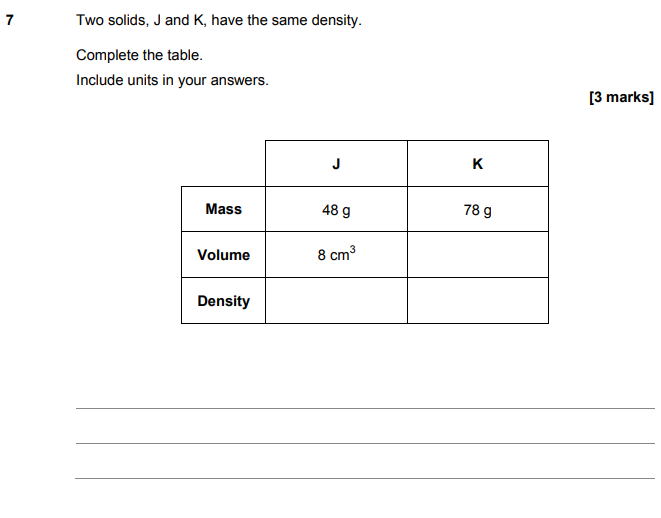 7 Two solids, J and K, have the same density.
Complete the table.
Include units in your answers.
[3 marks]
J K
Mass 48 g 78 g
Volume 8 cm³
Density